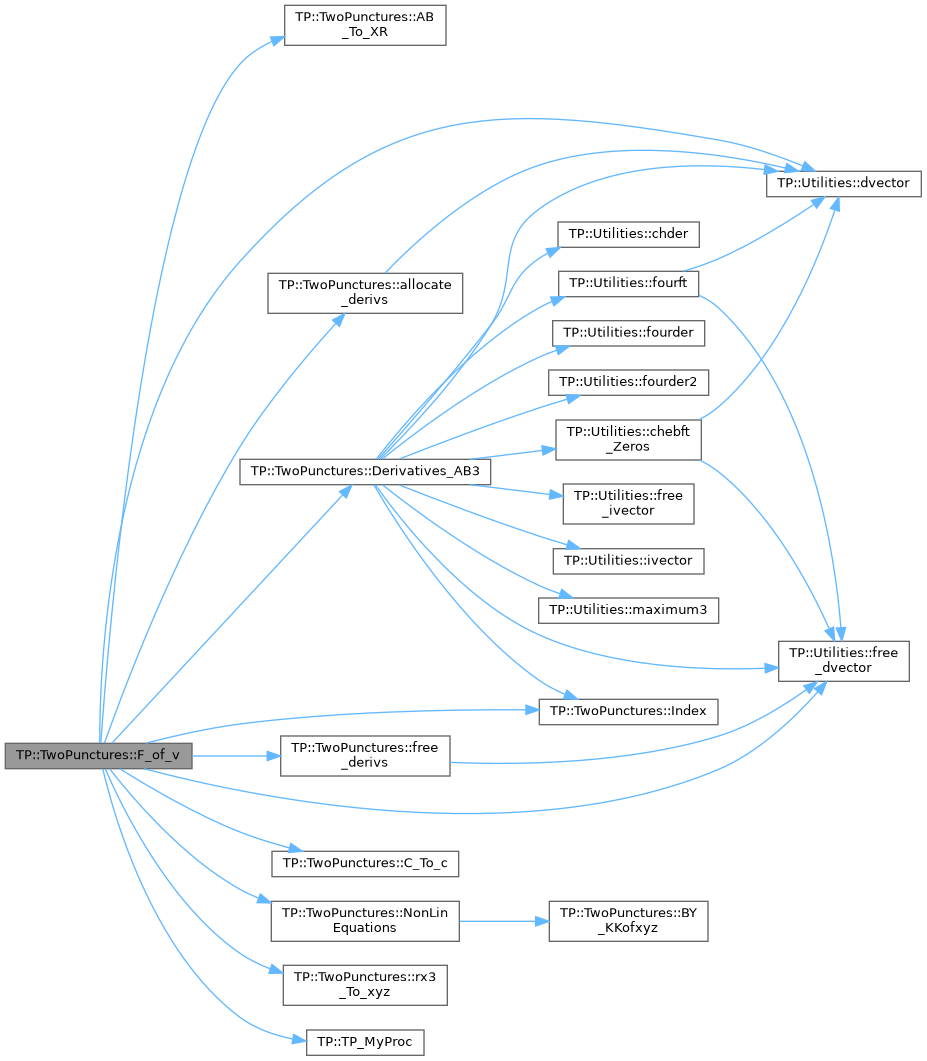 TP::TwoPunctures::AB
_To_XR
TP::Utilities::dvector
TP::Utilities::chder
TP::TwoPunctures::allocate
_derivs
TP::Utilities::fourft
TP::Utilities::fourder
TP::Utilities::fourder2
TP::Utilities::chebft
_Zeros
TP::TwoPunctures::Derivatives_AB3
TP::Utilities::free
_ivector
TP::Utilities::ivector
TP::Utilities::maximum3
TP::Utilities::free
_dvector
TP::TwoPunctures::Index
TP::TwoPunctures::F_of_v
TP::TwoPunctures::free
_derivs
TP::TwoPunctures::C_To_c
TP::TwoPunctures::NonLin
Equations
TP::TwoPunctures::BY
_KKofxyz
TP::TwoPunctures::rx3
_To_xyz
TP::TP_MyProc